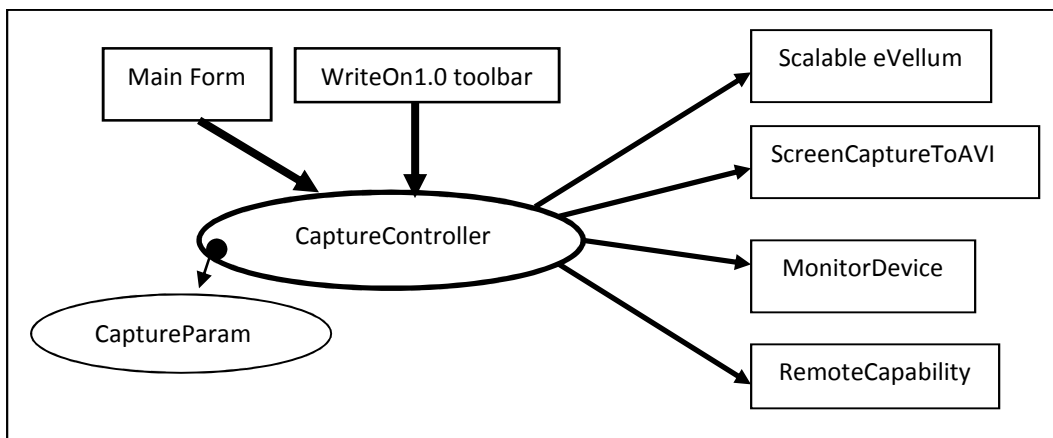 Main Form
WriteOn1.0 toolbar
Scalable eVellum
ScreenCaptureToAVI
CaptureController
MonitorDevice
CaptureParam
RemoteCapability